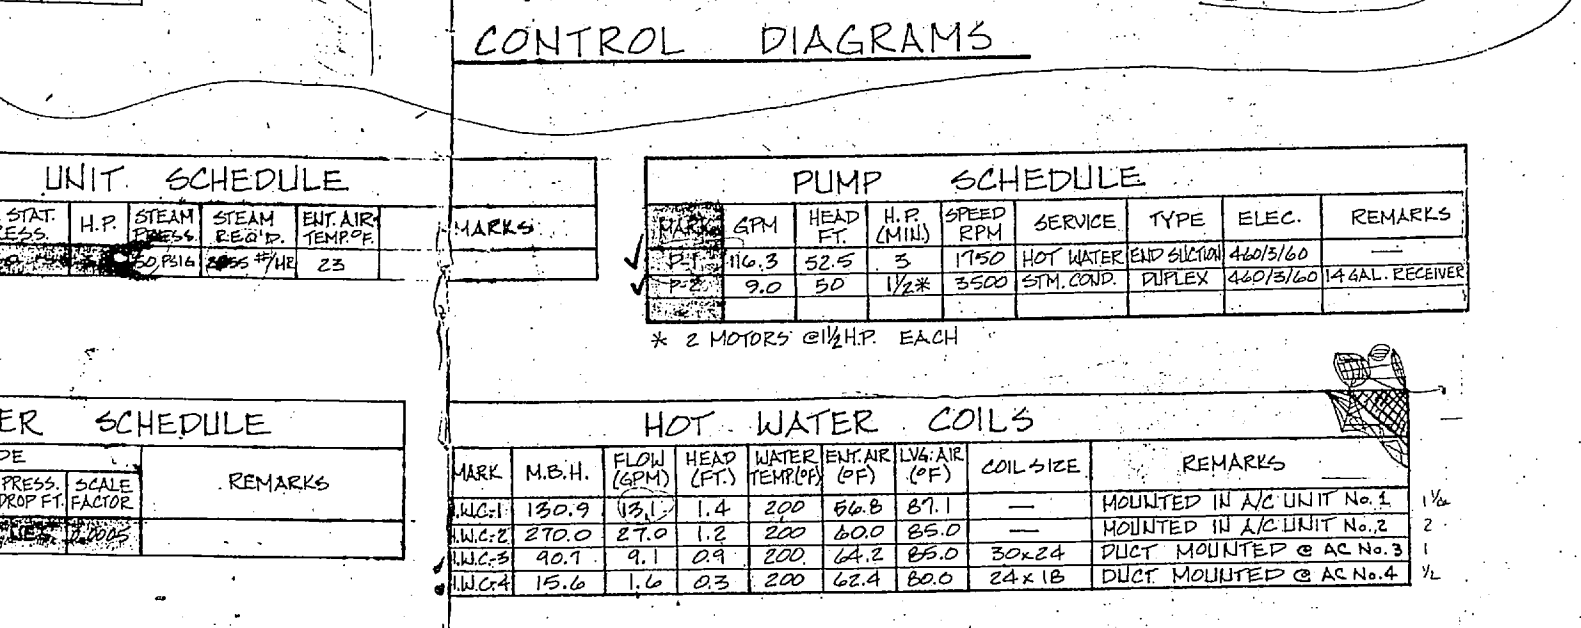 CONTROL DIAGRAMS
UNIT SCHEDULE
STAT. H.P. STEAM PRESS. STEAM REQ'D. ENT. AIR TEMP. °F. MARKS
50 PSIG #/HR 23
PUMP SCHEDULE
MARK GPM HEAD FT. H.P. (MIN.) SPEED RPM SERVICE TYPE ELEC. REMARKS
P-1 116.3 52.5 3 1750 HOT WATER END SUCTION 460/3/60 —
P-2 9.0 50 1/2* 3500 STM. COND. DUPLEX 460/3/60 14 GAL. RECEIVER
* 2 MOTORS @ 1 1/2 H.P. EACH
ER SCHEDULE
PRESS. DROP FT. SCALE FACTOR REMARKS
0.0005
HOT WATER COILS
MARK M.B.H. FLOW (GPM) HEAD (FT.) WATER TEMP. (°F) ENT. AIR (°F) LVG. AIR (°F) COIL SIZE REMARKS
H.W.C.-1 130.9 13.1 1.4 200 56.8 87.1 — MOUNTED IN A/C UNIT No. 1
H.W.C.-2 270.0 27.0 1.2 200 60.0 85.0 — MOUNTED IN A/C UNIT No. 2 2
H.W.C.-3 90.7 9.1 0.9 200 64.2 85.0 30x24 DUCT MOUNTED @ AC No. 3 1
H.W.C.-4 15.6 1.6 0.3 200 62.4 80.0 24x18 DUCT MOUNTED @ AC No. 4 1/2